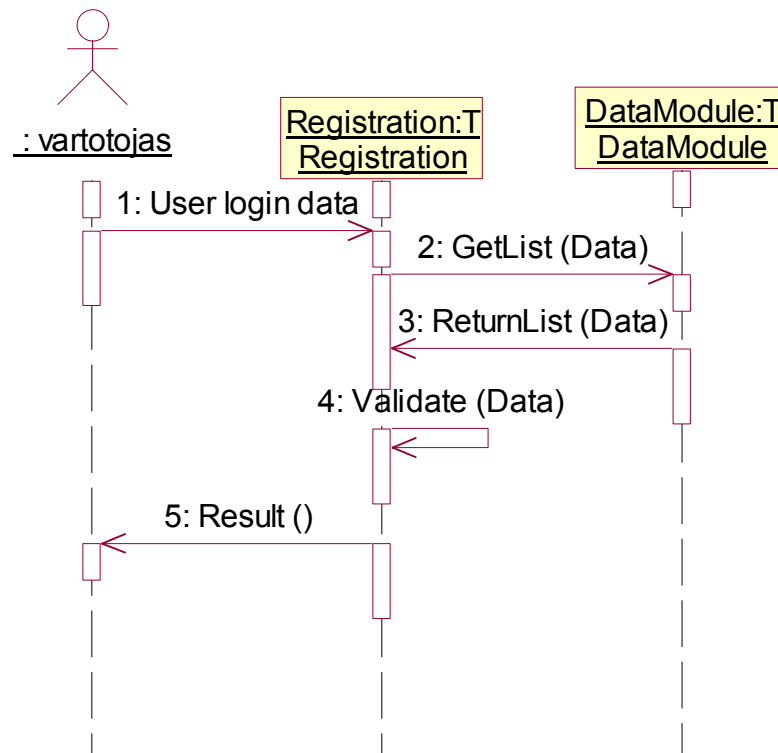 : vartotojas
Registration:T
Registration
DataModule:T
DataModule
1: User login data
2: GetList (Data)
3: ReturnList (Data)
4: Validate (Data)
5: Result ()